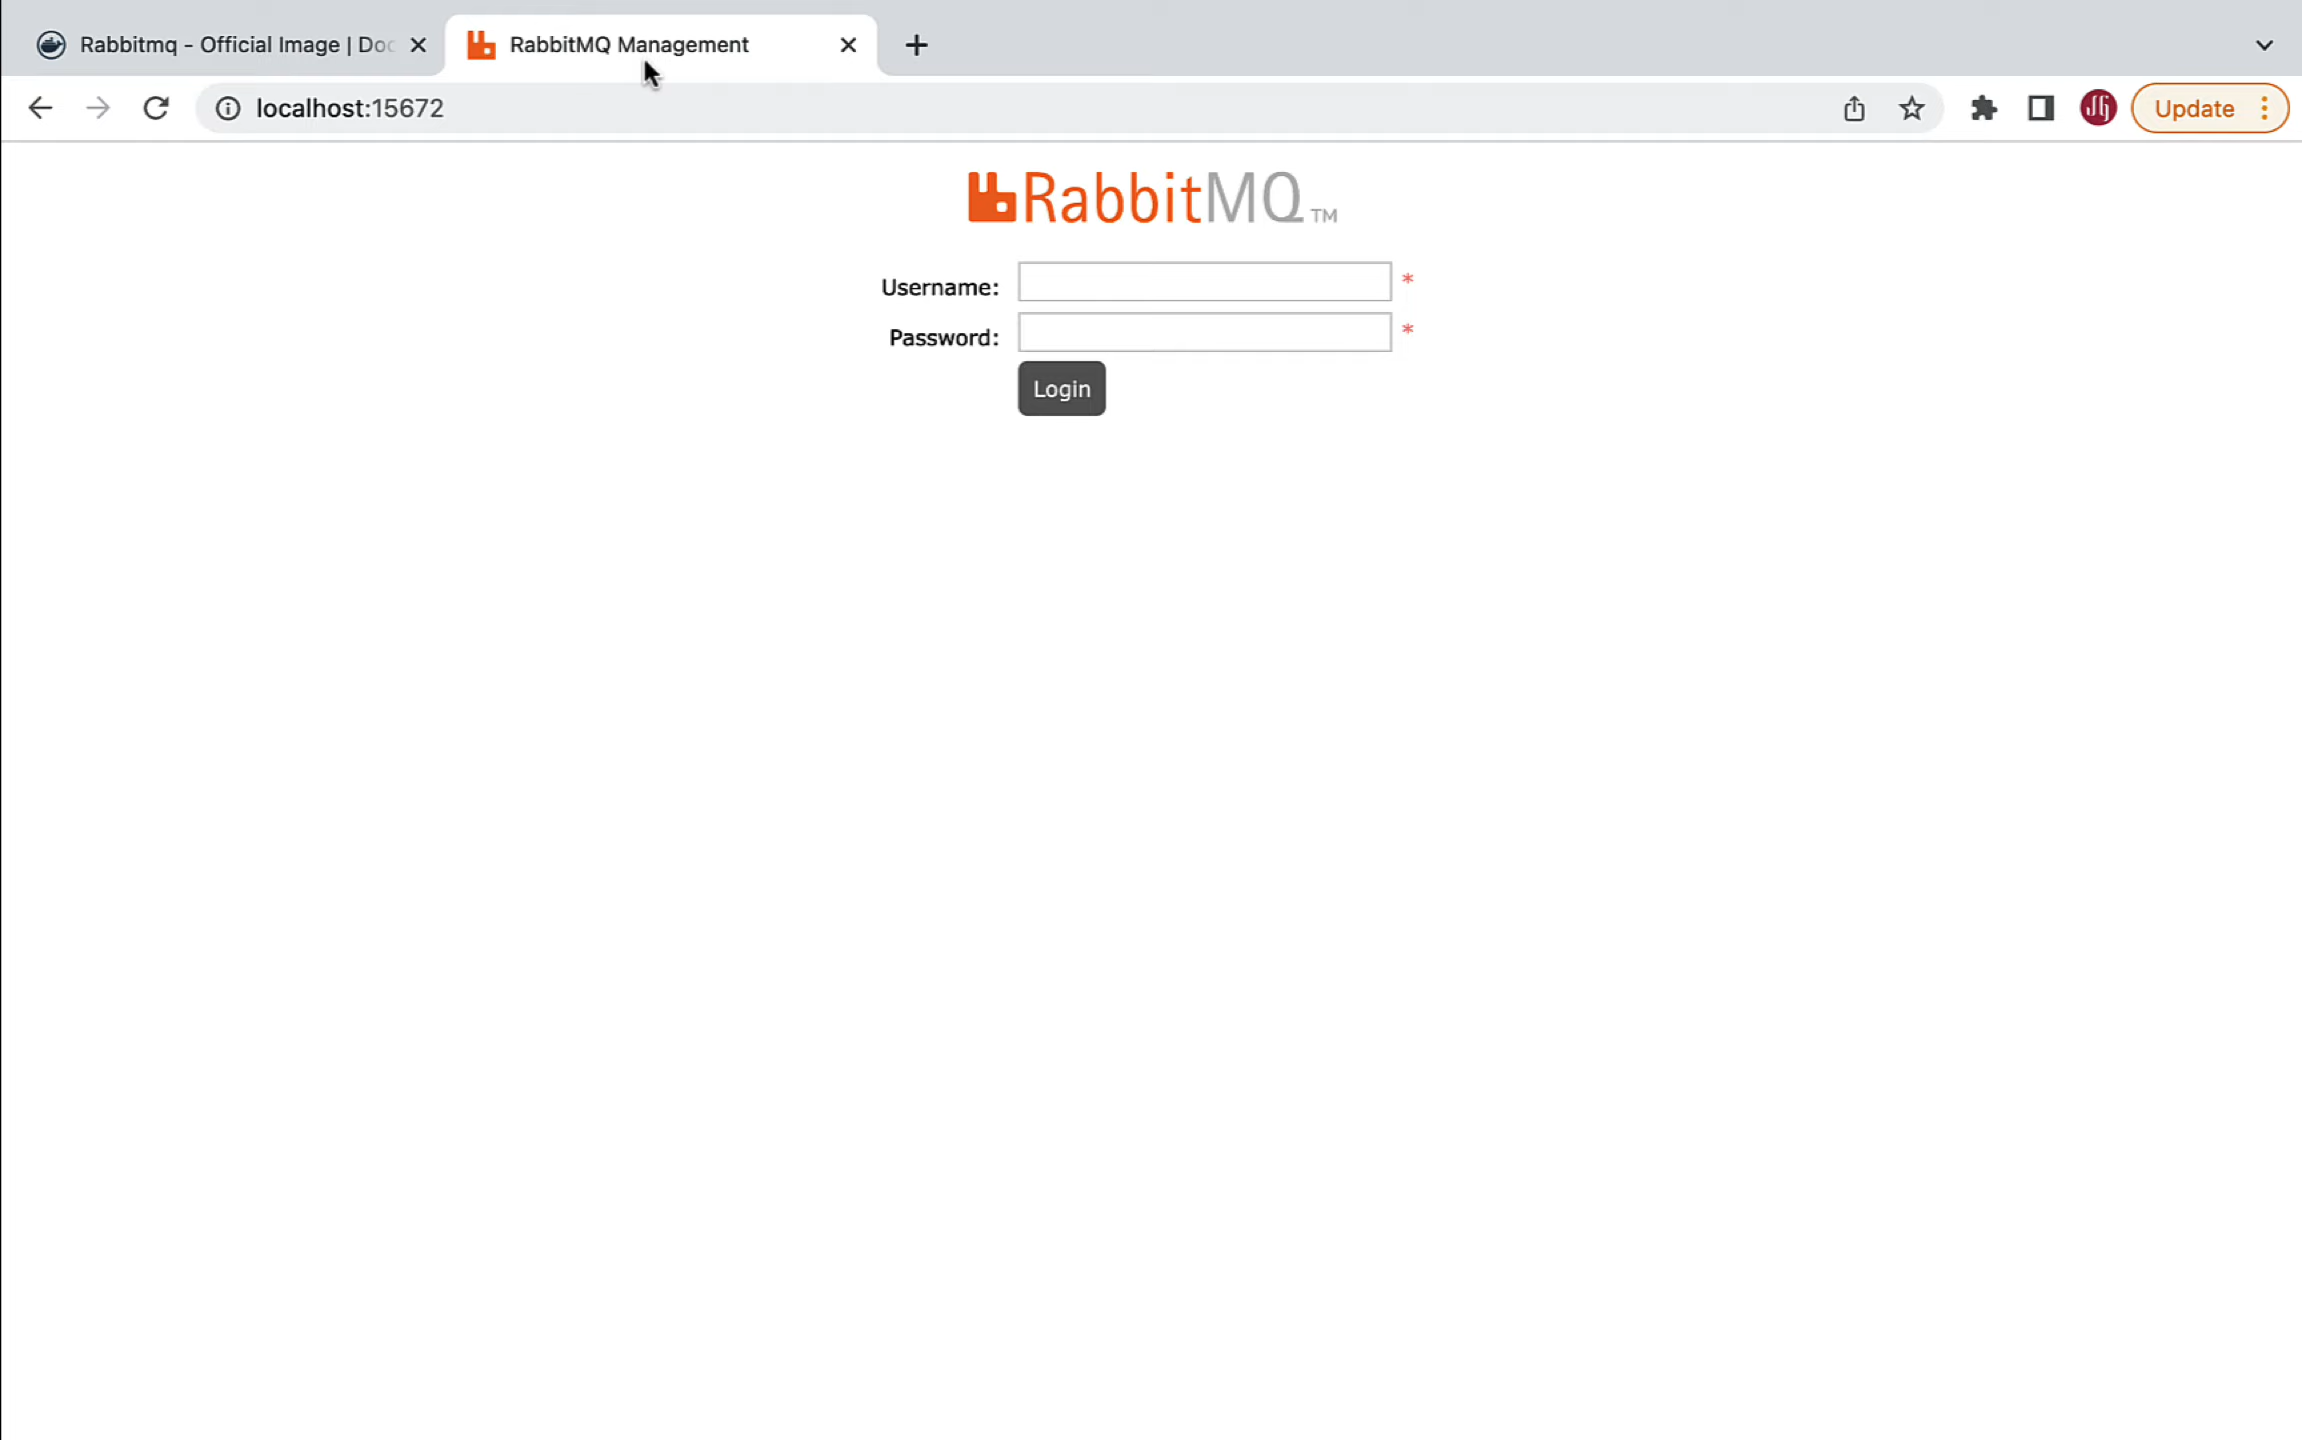 Rabbitmq - Official Image | Doc
RabbitMQ Management
localhost:15672
Update
RabbitMQ TM
Username:
*
Password:
*
Login